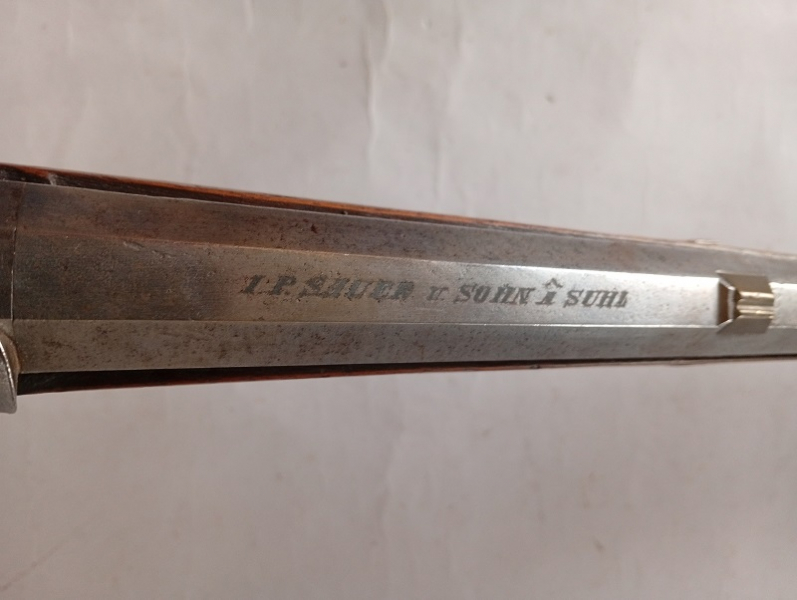 I.P. SAUER u. SOHN â SUHL